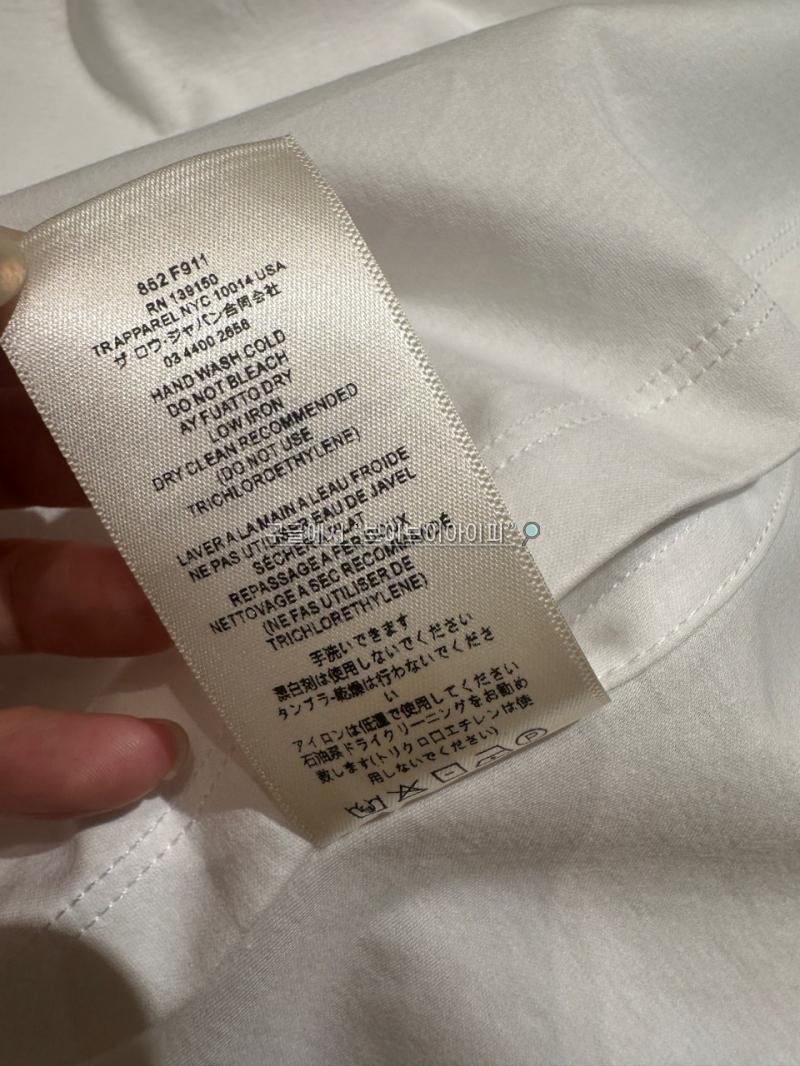 862 F911
RN 139160
TR APPAREL NYC 10014 USA
ザ・ロウ・ジャパン合同会社
03 4400 2656
HAND WASH COLD
DO NOT BLEACH
AY FUATTO DRY
LOW IRON
DRY CLEAN RECOMMENDED
(DO NOT USE
TRICHLOROETHYLENE)
LAVER A LA MAIN A L EAU FROIDE
NE PAS UTILISER EAU DE JAVEL
SÉCHER
REPASSAGE A FER DOUX
NETTOVAGE A SEC RECOMMENDÉ
(NE FAS UTILISER DE
TRICHLORETHYLENE)
手洗いできます
漂白剤は使用しないでください
タンブラ-乾燥は行わないでくださ
い
アイロンは低温で使用してください
石油系ドライクリーニングをお勧め
致します(トリクロロエチレンは使
用しないでください)